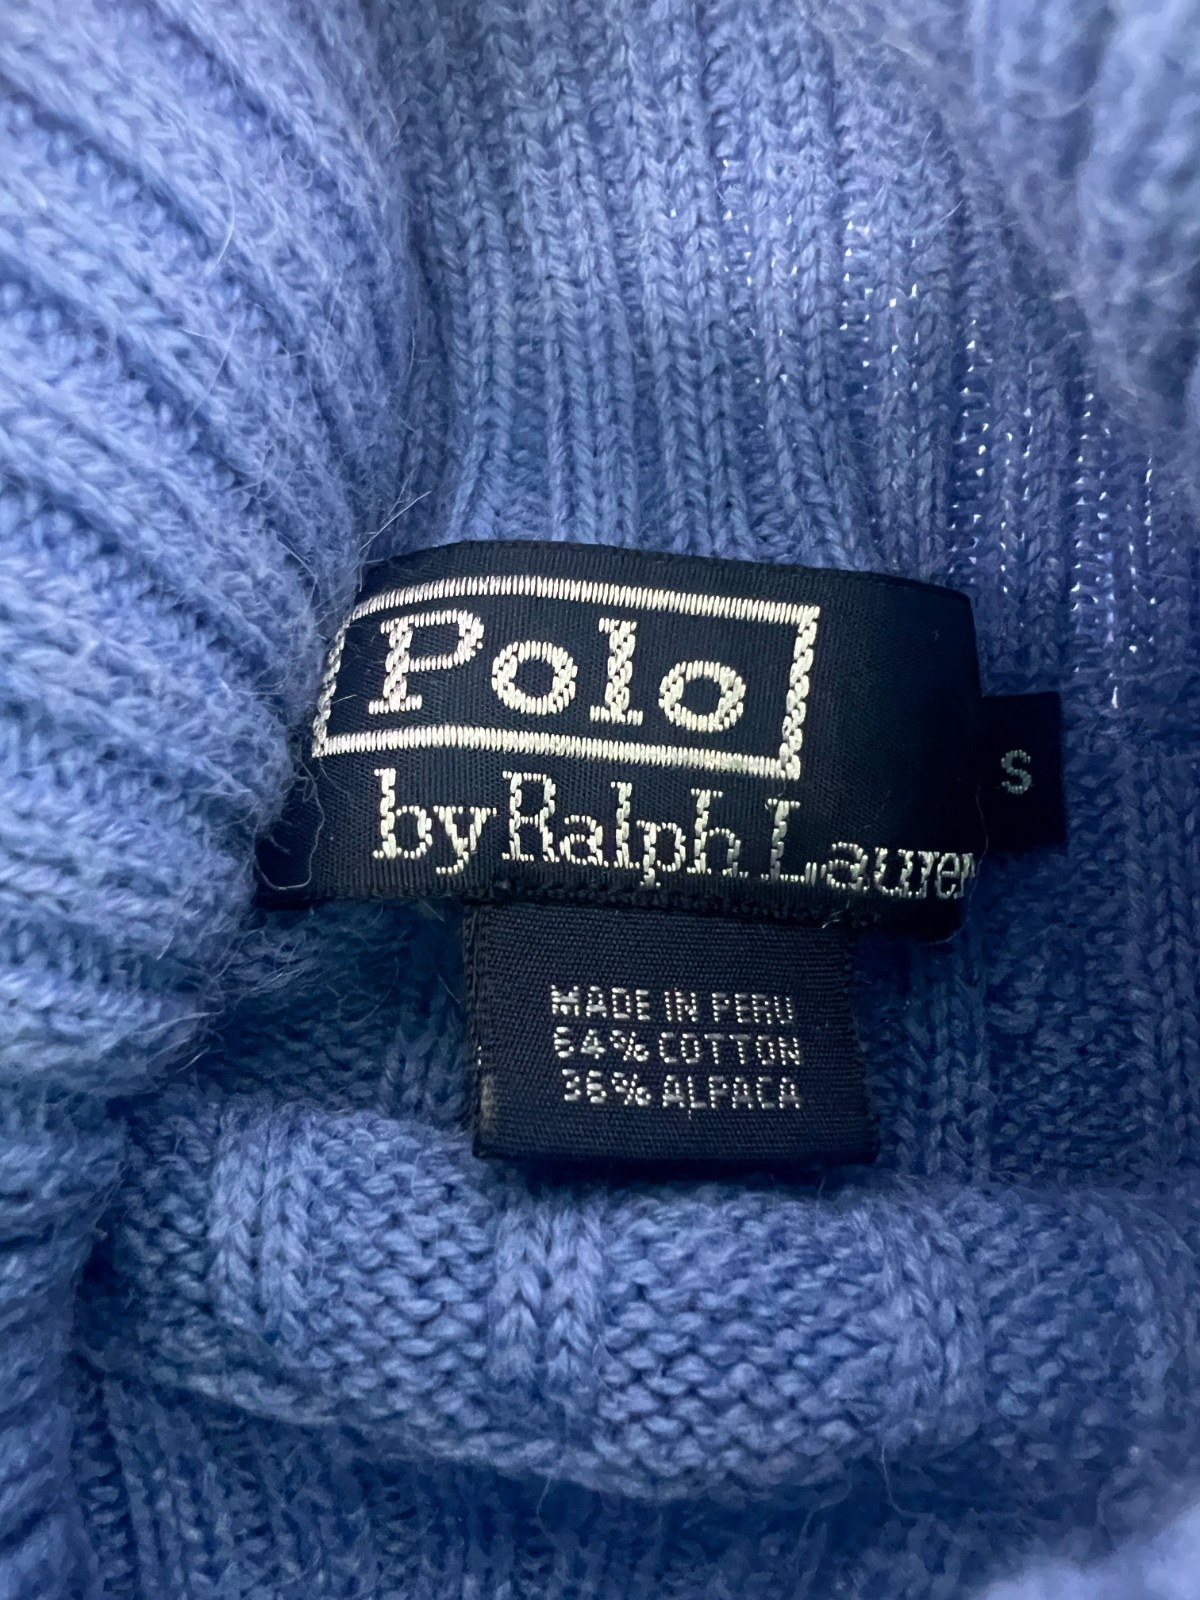 Polo
by Ralph Lauren
S
MADE IN PERU
64% COTTON
36% ALPACA